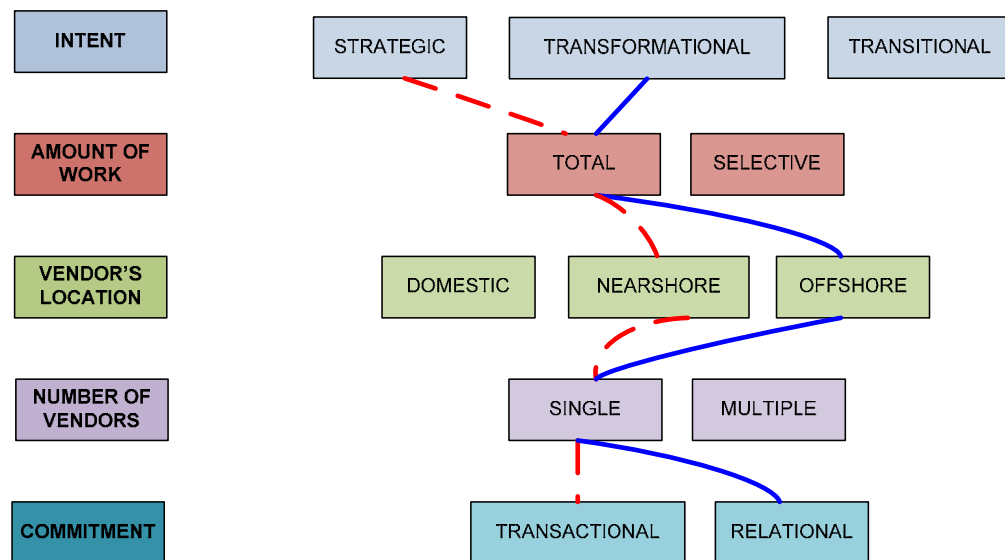 INTENT
STRATEGIC
TRANSFORMATIONAL
TRANSITIONAL
AMOUNT OF
WORK
TOTAL
SELECTIVE
VENDOR'S
LOCATION
DOMESTIC
NEARSHORE
OFFSHORE
NUMBER OF
VENDORS
SINGLE
MULTIPLE
COMMITMENT
TRANSACTIONAL
RELATIONAL